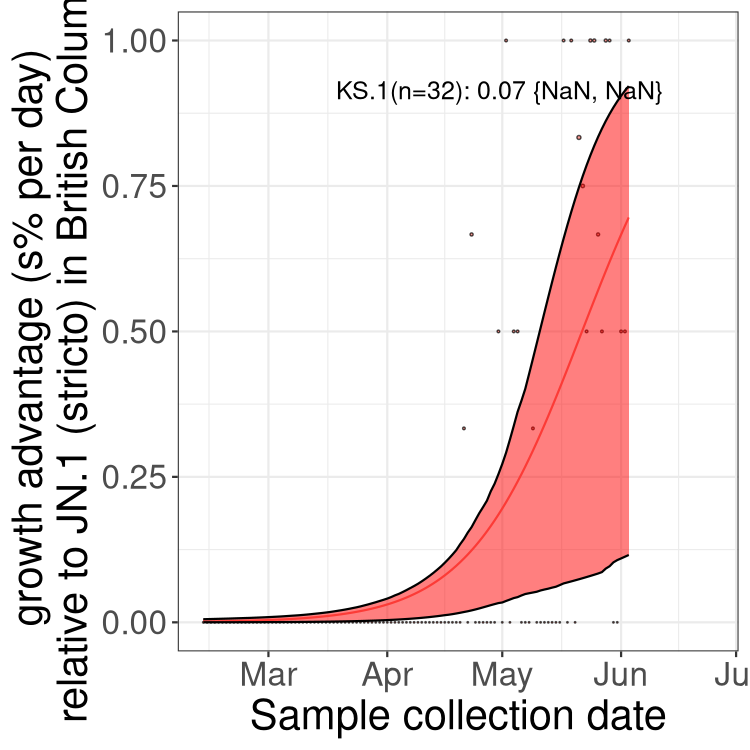 growth advantage (s% per day)
relative to JN.1 (stricto) in British Colum
1.00
0.75
0.50
0.25
0.00
KS.1(n=32): 0.07 {NaN, NaN}
Mar
Apr
May
Jun
Ju
Sample collection date